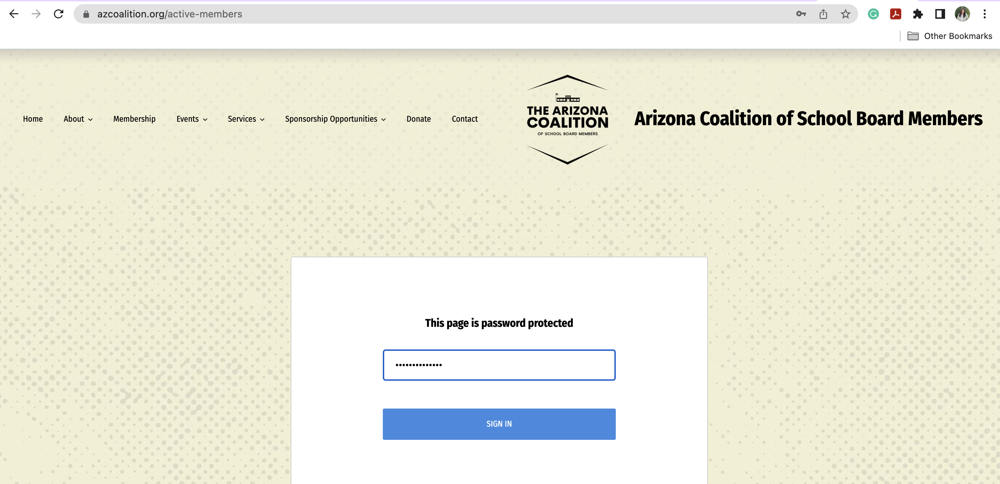 azcoalition.org/active-members
Other Bookmarks
Home About Membership Events Services Sponsorship Opportunities Donate Contact
THE ARIZONA
COALITION
OF SCHOOL BOARD MEMBERS
Arizona Coalition of School Board Members
This page is password protected
••••••••••••••
SIGN IN